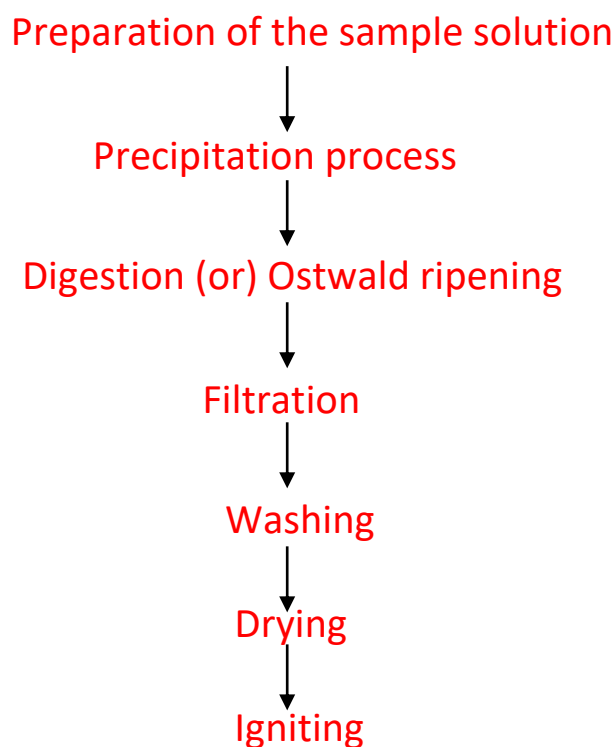 Preparation of the sample solution
Precipitation process
Digestion (or) Ostwald ripening
Filtration
Washing
Drying
Igniting